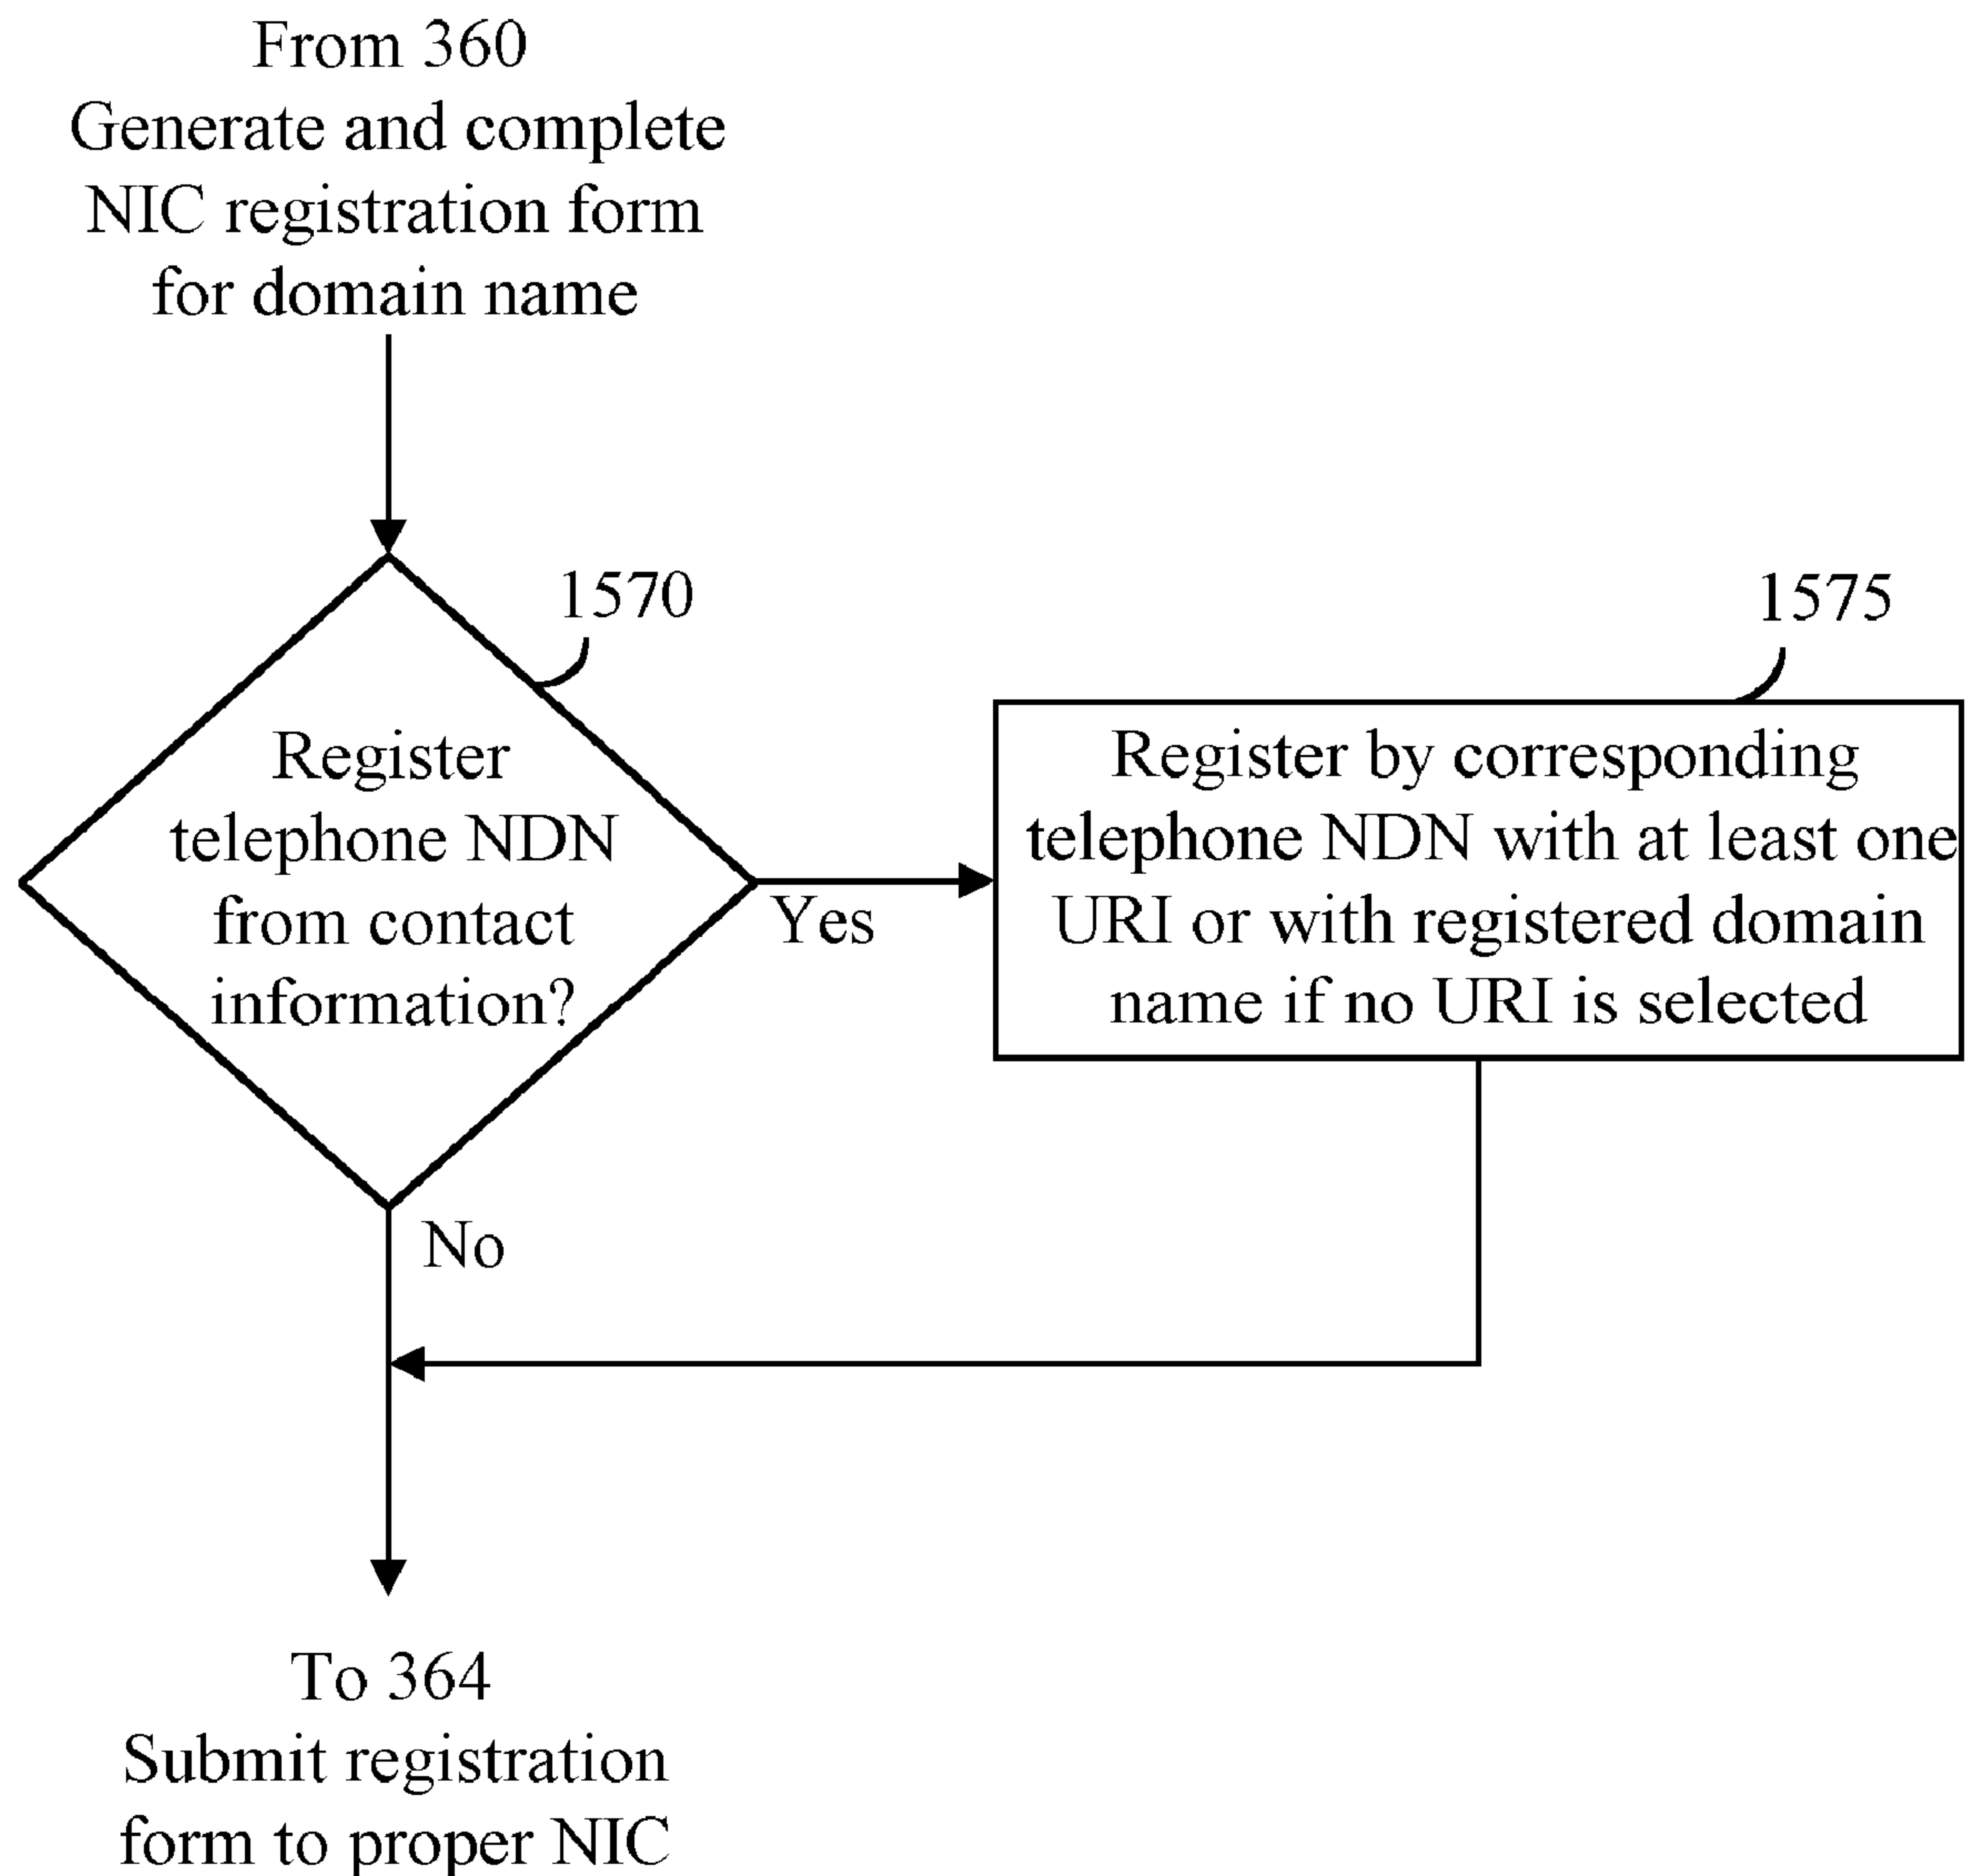 From 360
Generate and complete
NIC registration form
for domain name
1570
1575
Register
telephone NDN
from contact
information?
Yes
Register by corresponding
telephone NDN with at least one
URI or with registered domain
name if no URI is selected
No
To 364
Submit registration
form to proper NIC